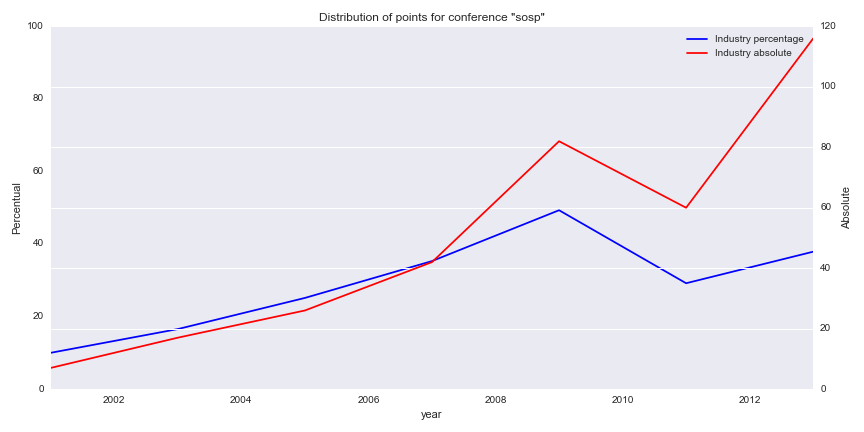 Distribution of points for conference "sosp"
Industry percentage
Industry absolute
100
80
60
40
20
0
Percentual
120
100
80
60
40
20
0
Absolute
2002 2004 2006 2008 2010 2012
year